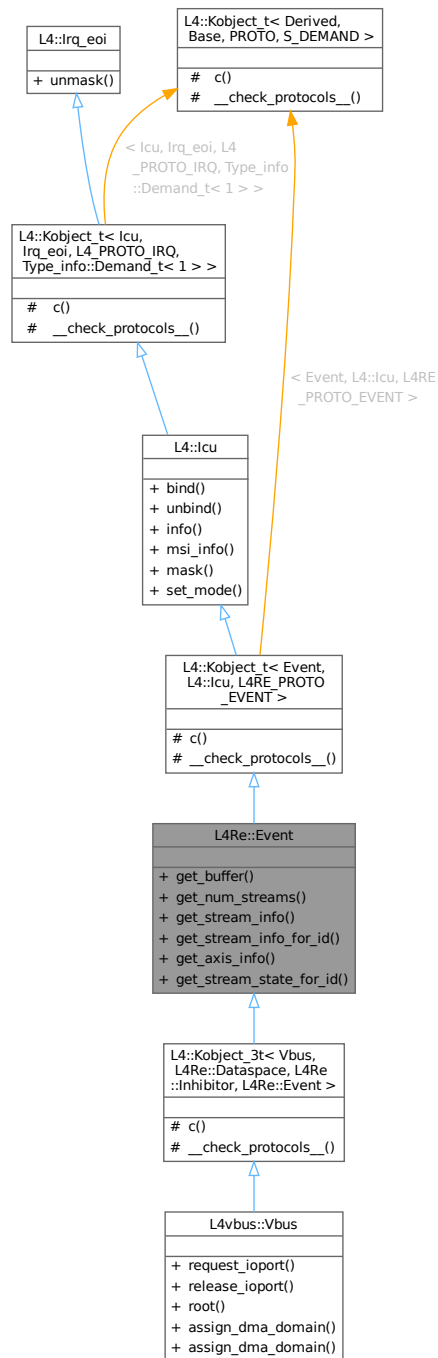 L4::Irq_eoi
+ unmask()
L4::Kobject_t< Derived,
Base, PROTO, S_DEMAND >
# c()
# __check_protocols__()
< Icu, Irq_eoi, L4
_PROTO_IRQ, Type_info
::Demand_t< 1 > >
L4::Kobject_t< Icu,
Irq_eoi, L4_PROTO_IRQ,
Type_info::Demand_t< 1 > >
# c()
# __check_protocols__()
< Event, L4::Icu, L4RE
_PROTO_EVENT >
L4::Icu
+ bind()
+ unbind()
+ info()
+ msi_info()
+ mask()
+ set_mode()
L4::Kobject_t< Event,
L4::Icu, L4RE_PROTO
_EVENT >
# c()
# __check_protocols__()
L4Re::Event
+ get_buffer()
+ get_num_streams()
+ get_stream_info()
+ get_stream_info_for_id()
+ get_axis_info()
+ get_stream_state_for_id()
L4::Kobject_3t< Vbus,
L4Re::Dataspace, L4Re
::Inhibitor, L4Re::Event >
# c()
# __check_protocols__()
L4vbus::Vbus
+ request_ioport()
+ release_ioport()
+ root()
+ assign_dma_domain()
+ assign_dma_domain()